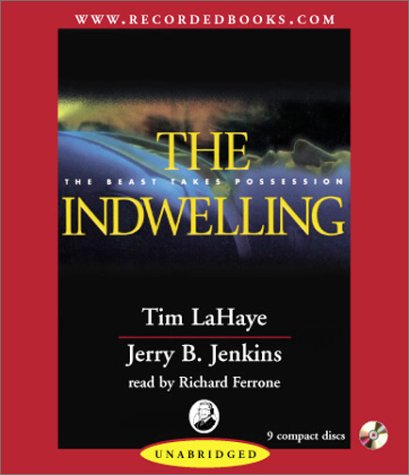 WWW.RECORDEDBOOKS.COM
THE
THE BEAST TAKES POSSESSION
INDWELLING
Tim LaHaye
Jerry B. Jenkins
read by Richard Ferrone
9 compact discs
UNABRIDGED